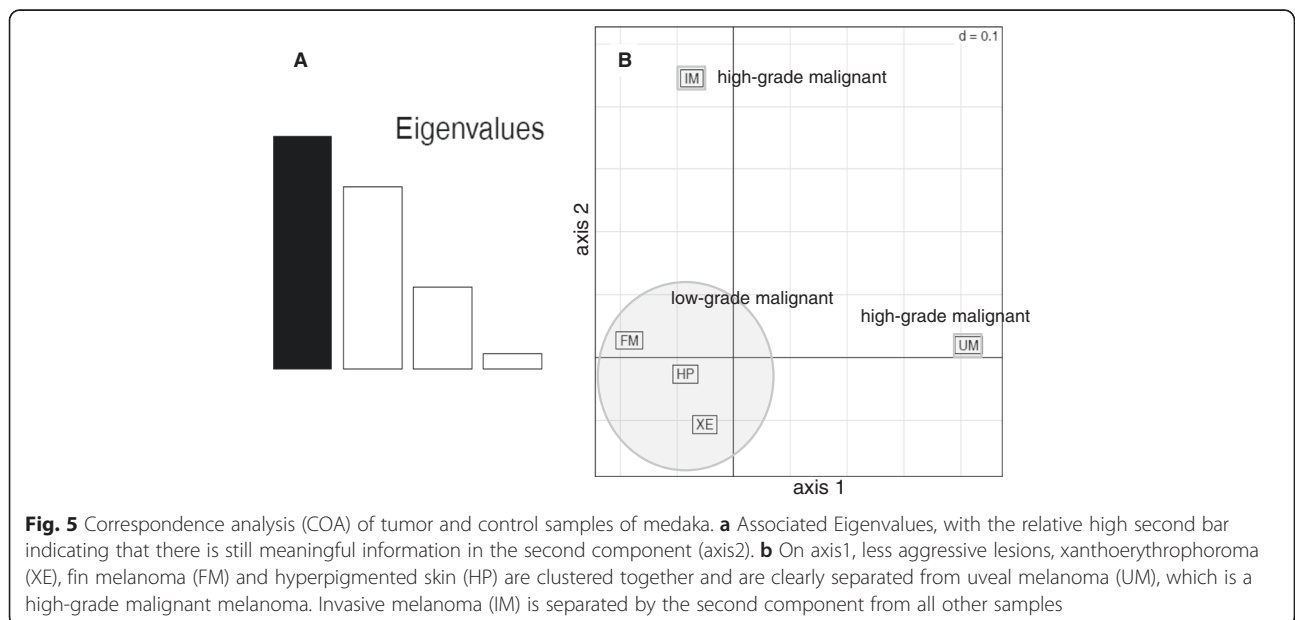 A
Eigenvalues
B
d = 0.1
IM
high-grade malignant
axis 2
low-grade malignant
high-grade malignant
FM
UM
HP
XE
axis 1
Fig. 5 Correspondence analysis (COA) of tumor and control samples of medaka. a Associated Eigenvalues, with the relative high second bar
indicating that there is still meaningful information in the second component (axis2). b On axis1, less aggressive lesions, xanthoerythrophoroma
(XE), fin melanoma (FM) and hyperpigmented skin (HP) are clustered together and are clearly separated from uveal melanoma (UM), which is a
high-grade malignant melanoma. Invasive melanoma (IM) is separated by the second component from all other samples